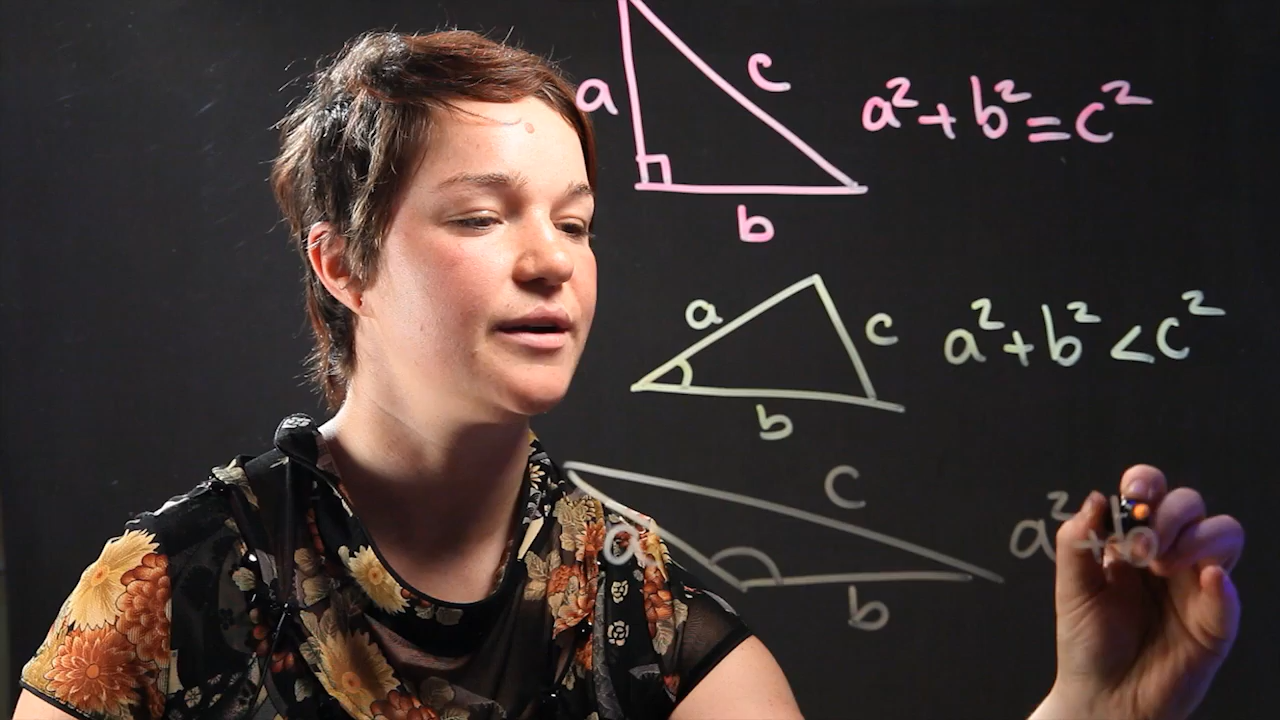 a
c
a² + b² = c²
b
a
c
a² + b² < c²
b
c
a
a² + b
b